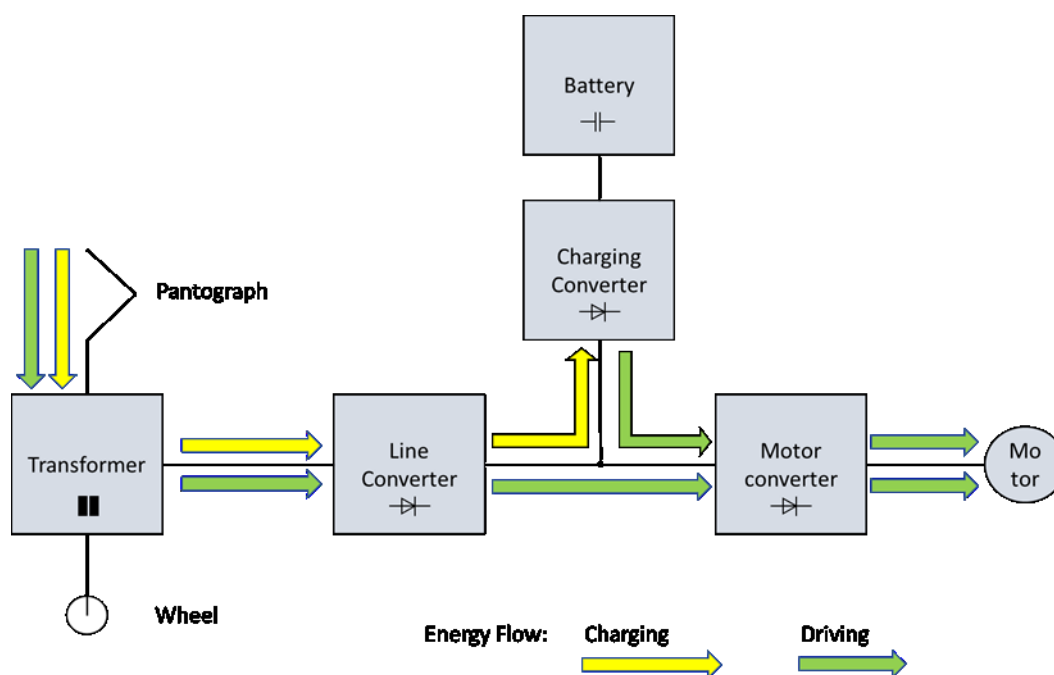 Battery
Charging
Converter
Pantograph
Transformer
Line
Converter
Motor
converter
Mo
tor
Wheel
Energy Flow: Charging Driving